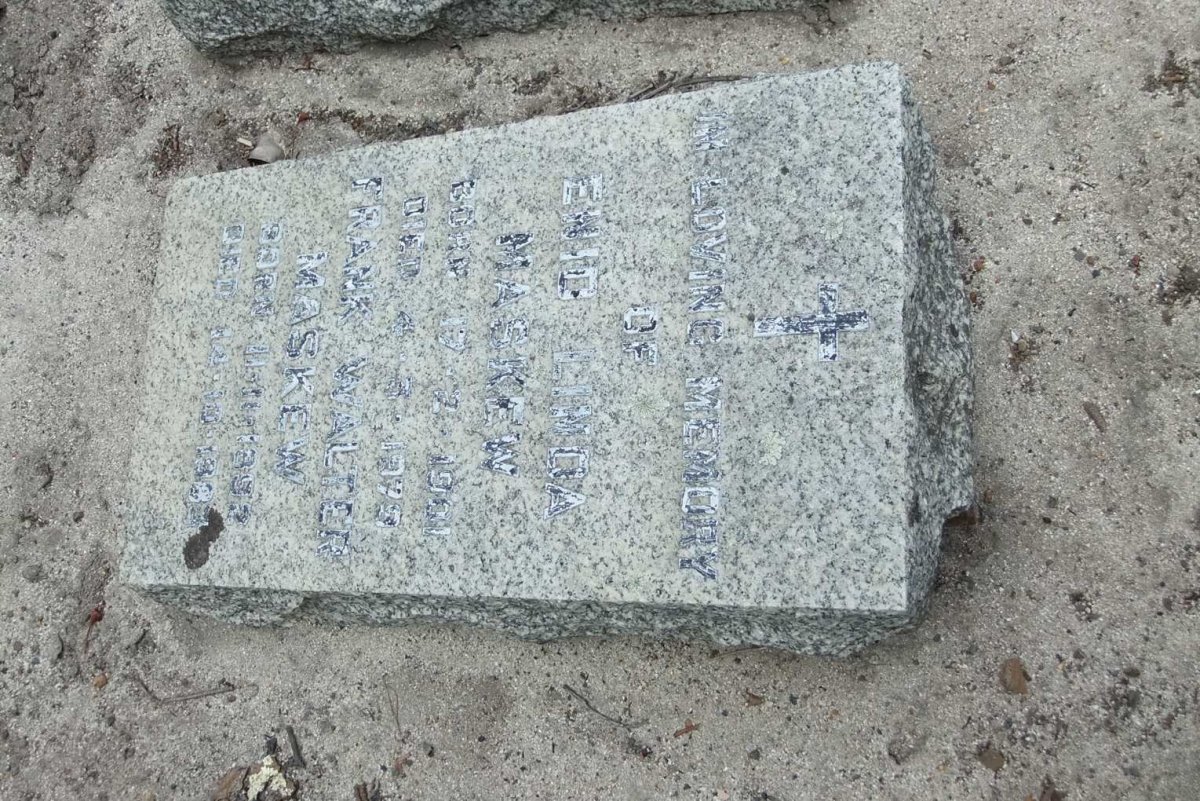 IN LOVING MEMORY
OF
ENID LINDA
MASKEW
BORN 17·2·1901
DIED 4·5·1979
FRANK WALTER
MASKEW
BORN 11·11·1892
DIED 14·10·1982